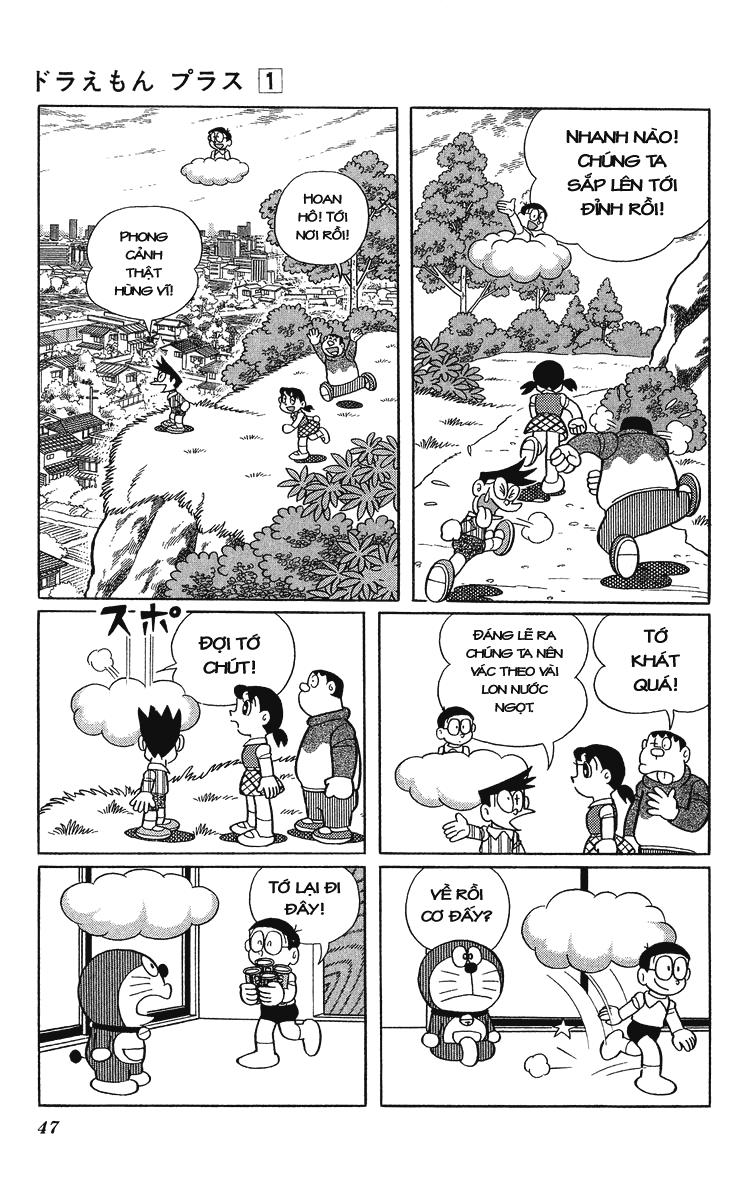 ドラえもん プラス 1
NHANH NÀO!
CHÚNG TA
SẮP LÊN TỚI
ĐỈNH RỒI!
HOAN
HÔ! TỚI
NƠI RỒI!
PHONG
CẢNH
THẬT
HÙNG VĨ!
TỚ
KHÁT
QUÁ!
ĐÁNG LẼ RA
CHÚNG TA NÊN
VÁC THEO VÀI
LON NƯỚC
NGỌT.
ĐỢI TỚ
CHÚT!
スポ
VỀ RỒI
CƠ ĐẤY?
TỚ LẠI ĐI
ĐÂY!
47